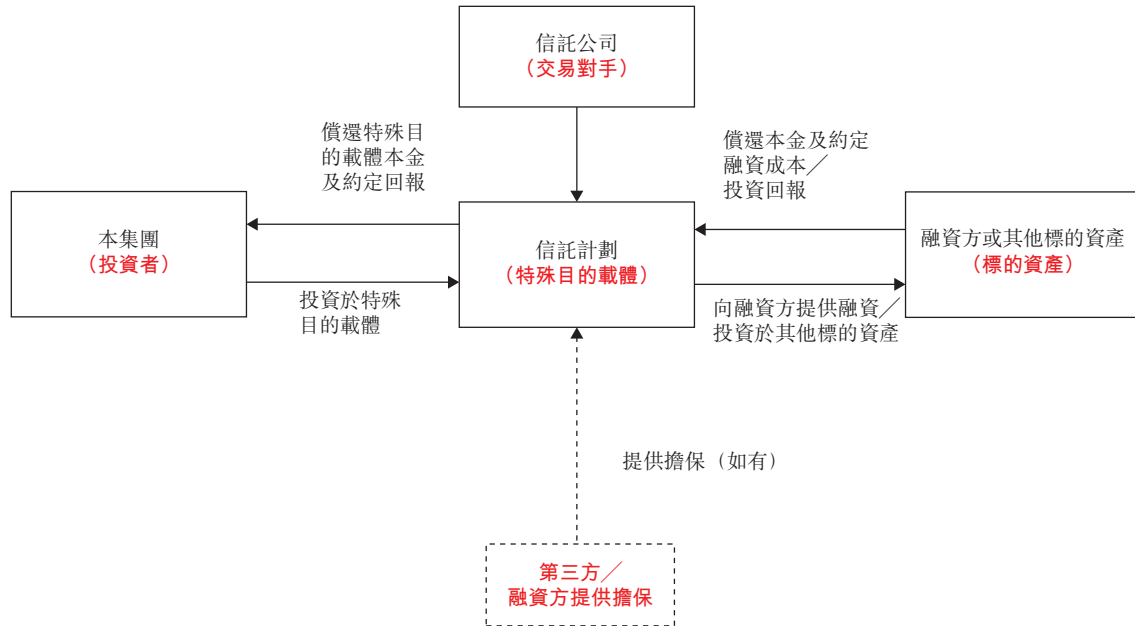 信託公司
（交易對手）
償還特殊目
的載體本金
及約定回報
償還本金及約定
融資成本／
投資回報
本集團
（投資者）
信託計劃
（特殊目的載體）
融資方或其他標的資產
（標的資產）
投資於特殊
目的載體
向融資方提供融資／
投資於其他標的資產
提供擔保（如有）
第三方／
融資方提供擔保